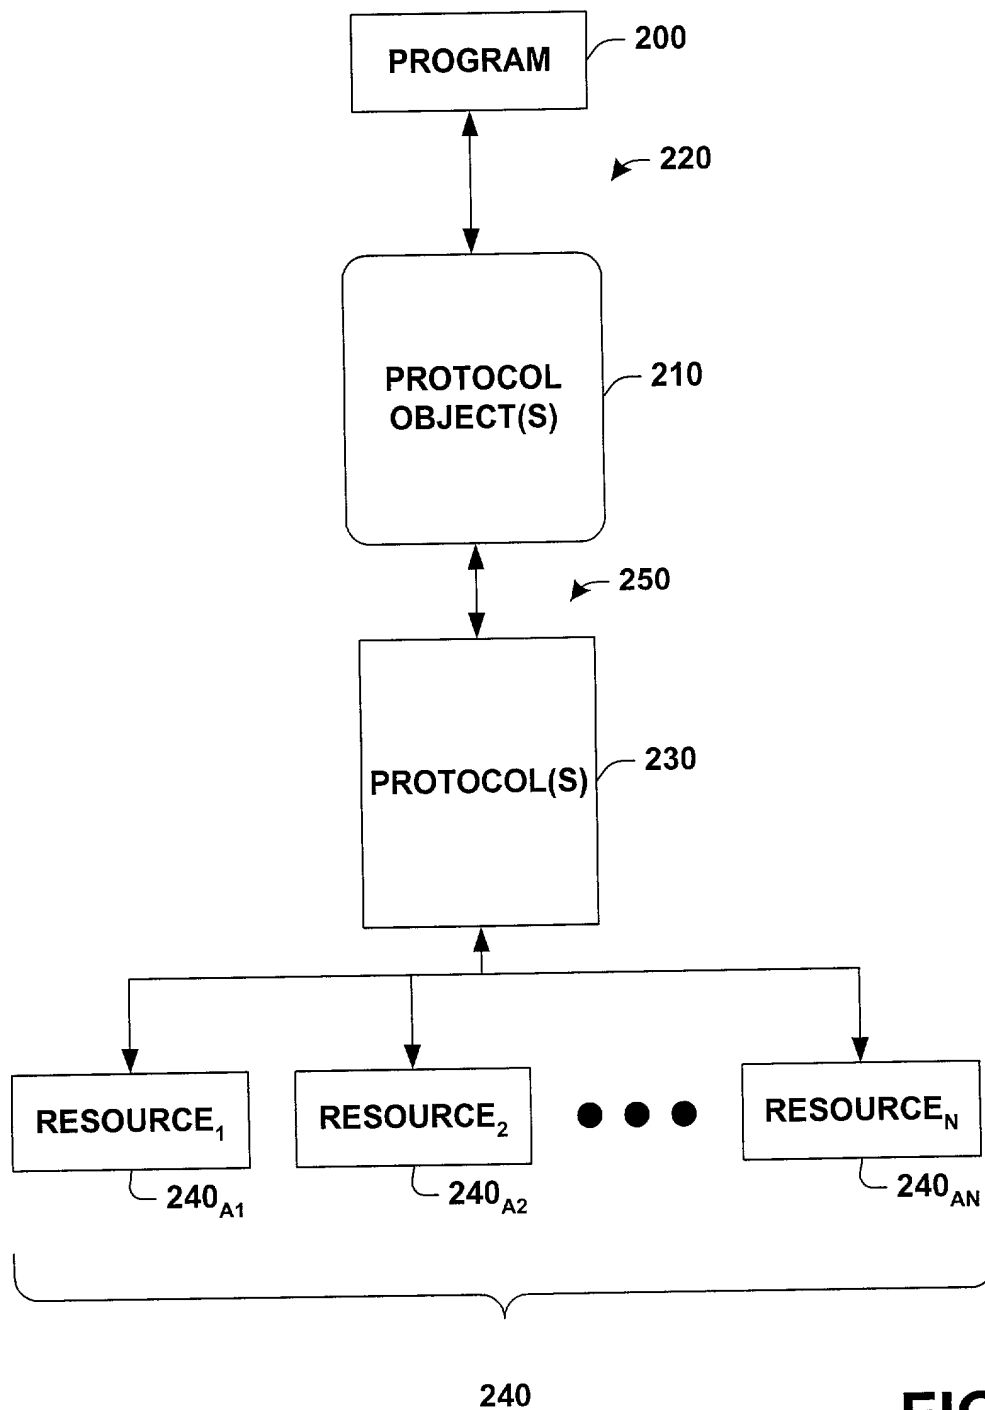 PROGRAM
200
220
PROTOCOL
OBJECT(S)
210
250
PROTOCOL(S)
230
RESOURCE1
RESOURCE2
RESOURCEN
240A1
240A2
240AN
240